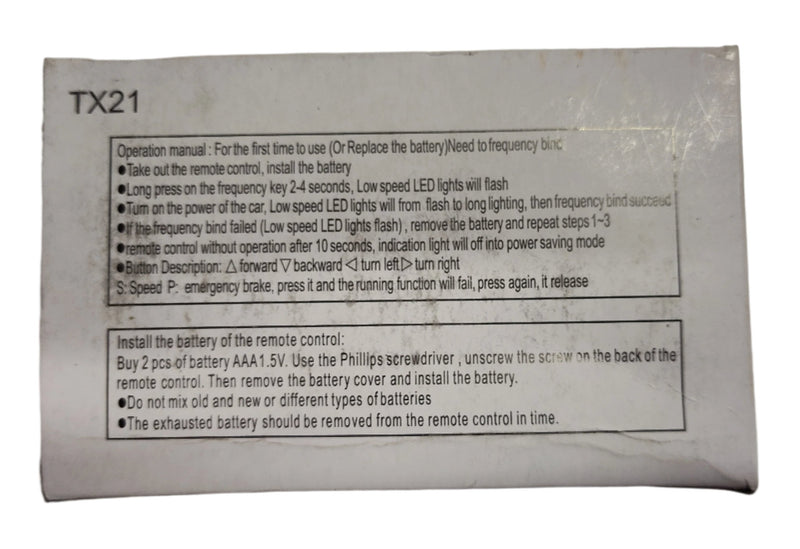 TX21
Operation manual : For the first time to use (Or Replace the battery)Need to frequency bind
●Take out the remote control, install the battery
●Long press on the frequency key 2-4 seconds, Low speed LED lights will flash
●Turn on the power of the car, Low speed LED lights will from flash to long lighting, then frequency bind succeed
●If the frequency bind failed (Low speed LED lights flash) , remove the battery and repeat steps 1~3
●remote control without operation after 10 seconds, indication light will off into power saving mode
●Button Description: △ forward ▽ backward ◁ turn left ▷ turn right
S: Speed P: emergency brake, press it and the running function will fail, press again, it release
Install the battery of the remote control:
Buy 2 pcs of battery AAA1.5V. Use the Phillips screwdriver , unscrew the screw on the back of the
remote control. Then remove the battery cover and install the battery.
●Do not mix old and new or different types of batteries
●The exhausted battery should be removed from the remote control in time.